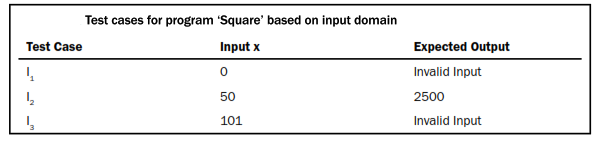 Test cases for program ‘Square’ based on input domain
Test Case Input x Expected Output
I₁ 0 Invalid Input
I₂ 50 2500
I₃ 101 Invalid Input